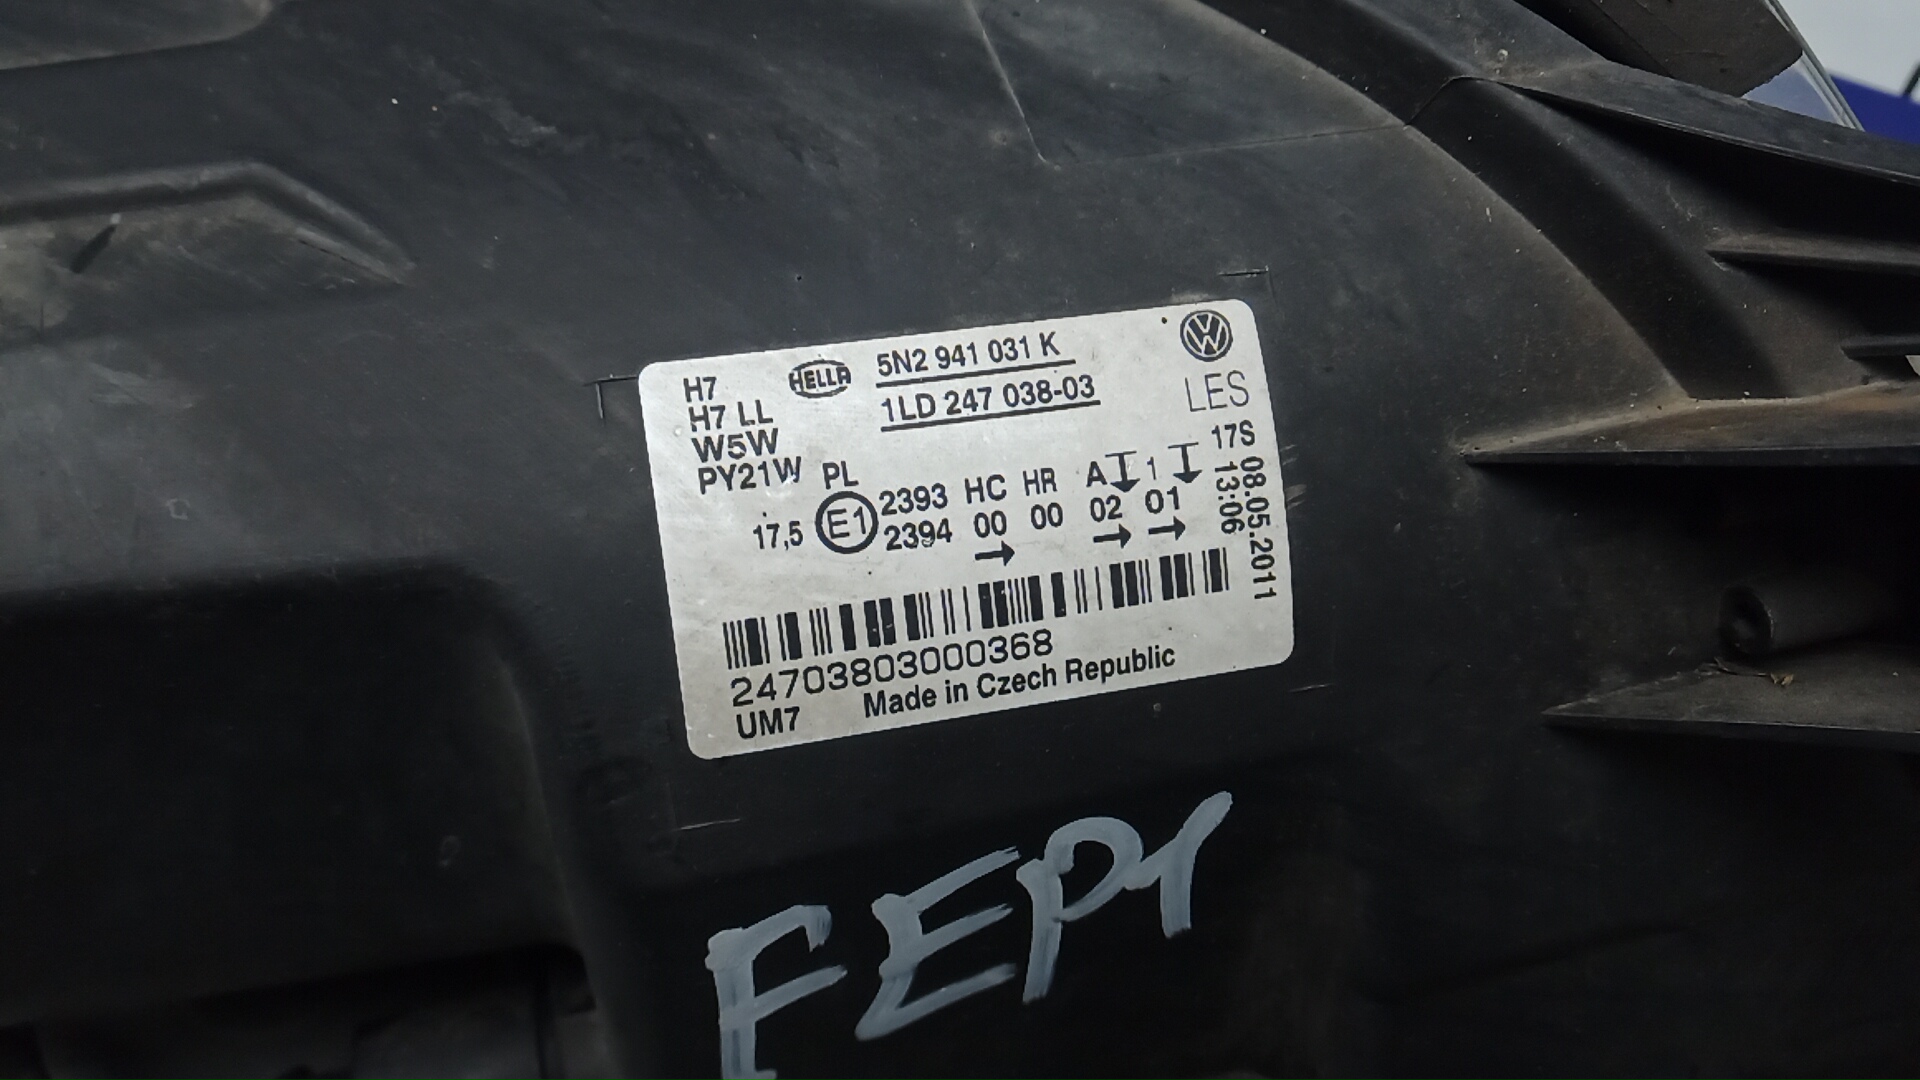 H7
H7 LL
W5W
PY21W PL
HELLA
5N2 941 031 K
1LD 247 038-03
LES
17S
17,5 E1 2393 HC HR A 1
2394 00 00 02 01
→ → →
08.05.2011
13:06
24703803000368
UM7 Made in Czech Republic
FEP1